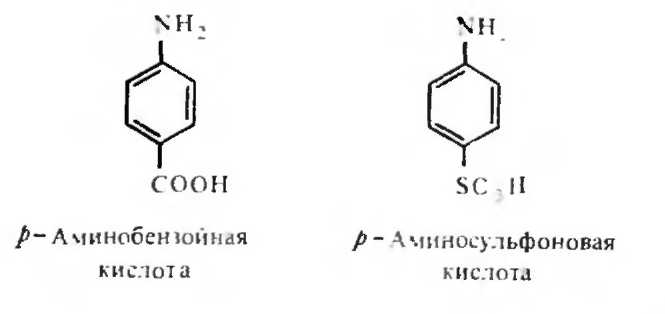 NH₂
COOH
p-Аминобензойная
кислота
NH₂
SO₃H
p-Аминосульфоновая
кислота